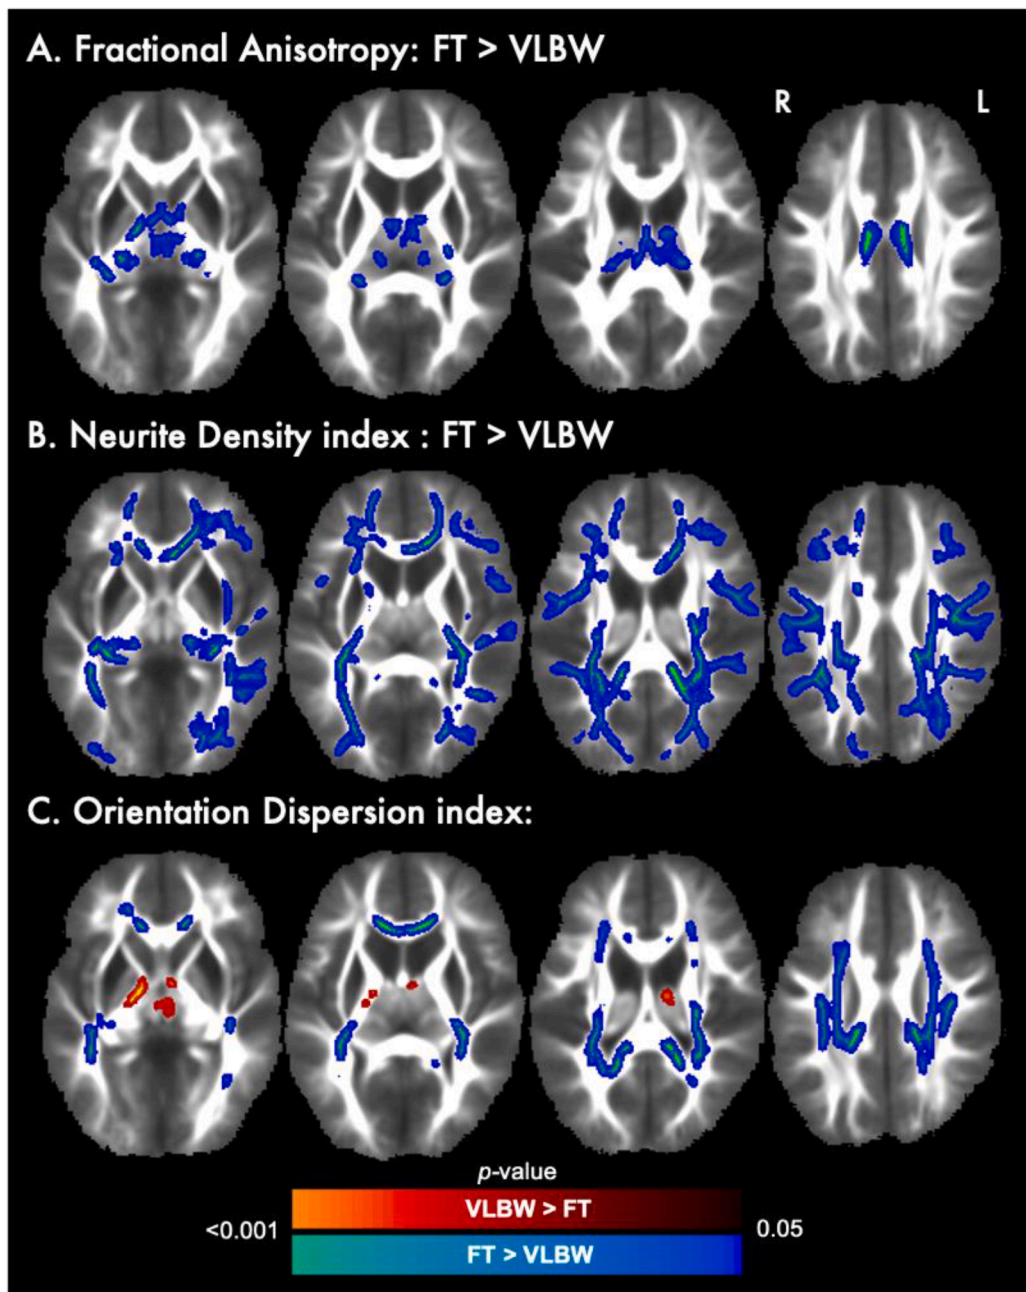 A. Fractional Anisotropy: FT > VLBW
R L
B. Neurite Density index : FT > VLBW
C. Orientation Dispersion index:
p-value
VLBW > FT
<0.001 0.05
FT > VLBW